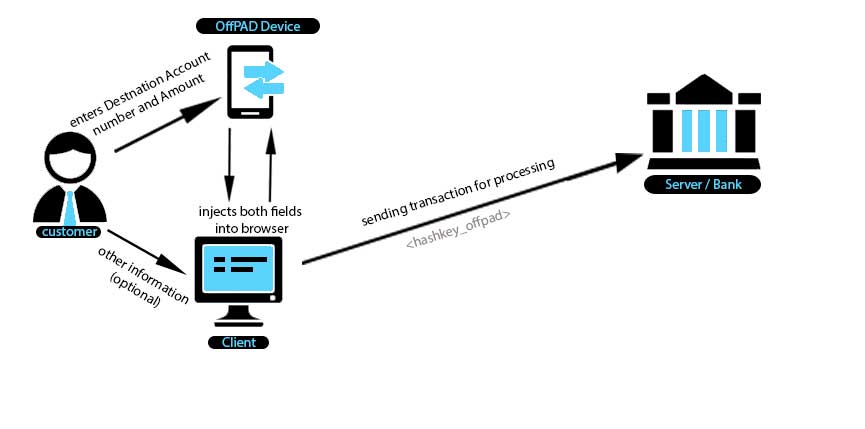 OffPAD Device
enters Destnation Account
number and Amount
customer
injects both fields
into browser
other information
(optional)
Client
sending transaction for processing
<hashkey_offpad>
Server / Bank